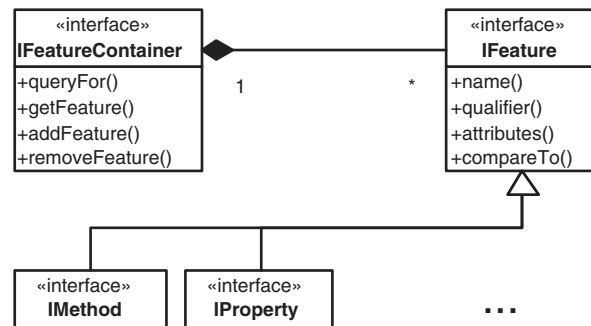 «interface»
IFeatureContainer
+queryFor()
+getFeature()
+addFeature()
+removeFeature()
1
*
«interface»
IFeature
+name()
+qualifier()
+attributes()
+compareTo()
«interface»
IMethod
«interface»
IProperty
...